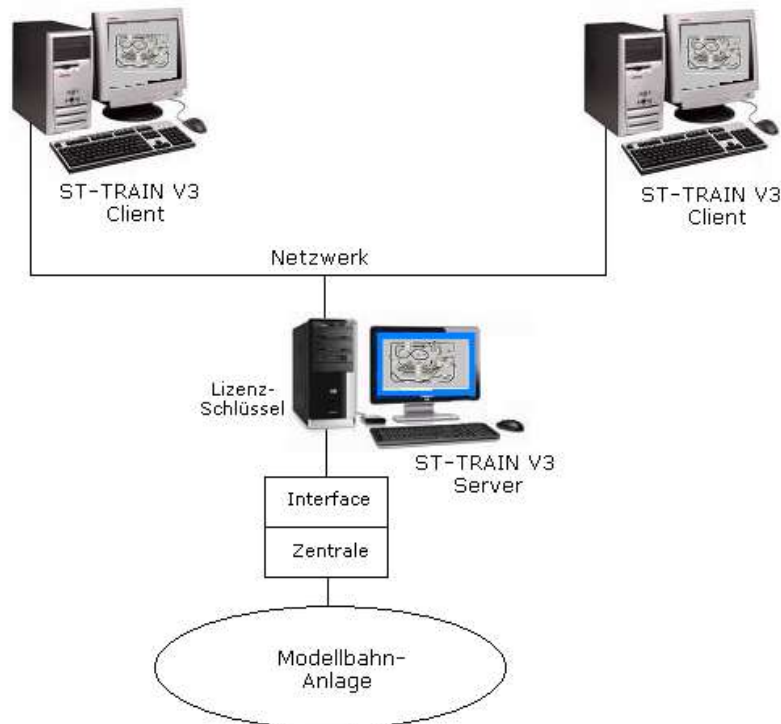 ST-TRAIN V3
Client
ST-TRAIN V3
Client
Netzwerk
Lizenz-
Schlüssel
ST-TRAIN V3
Server
Interface
Zentrale
Modellbahn-
Anlage